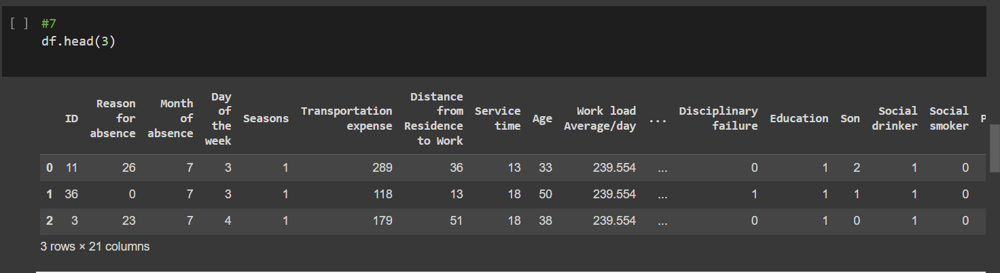 [ ] #7
df.head(3)
ID Reason for absence Month of absence Day of the week Seasons Transportation expense Distance from Residence to Work Service time Age Work load Average/day ... Disciplinary failure Education Son Social drinker Social smoker P
0 11 26 7 3 1 289 36 13 33 239.554 ... 0 1 2 1 0
1 36 0 7 3 1 118 13 18 50 239.554 ... 1 1 1 1 0
2 3 23 7 4 1 179 51 18 38 239.554 ... 0 1 0 1 0
3 rows × 21 columns